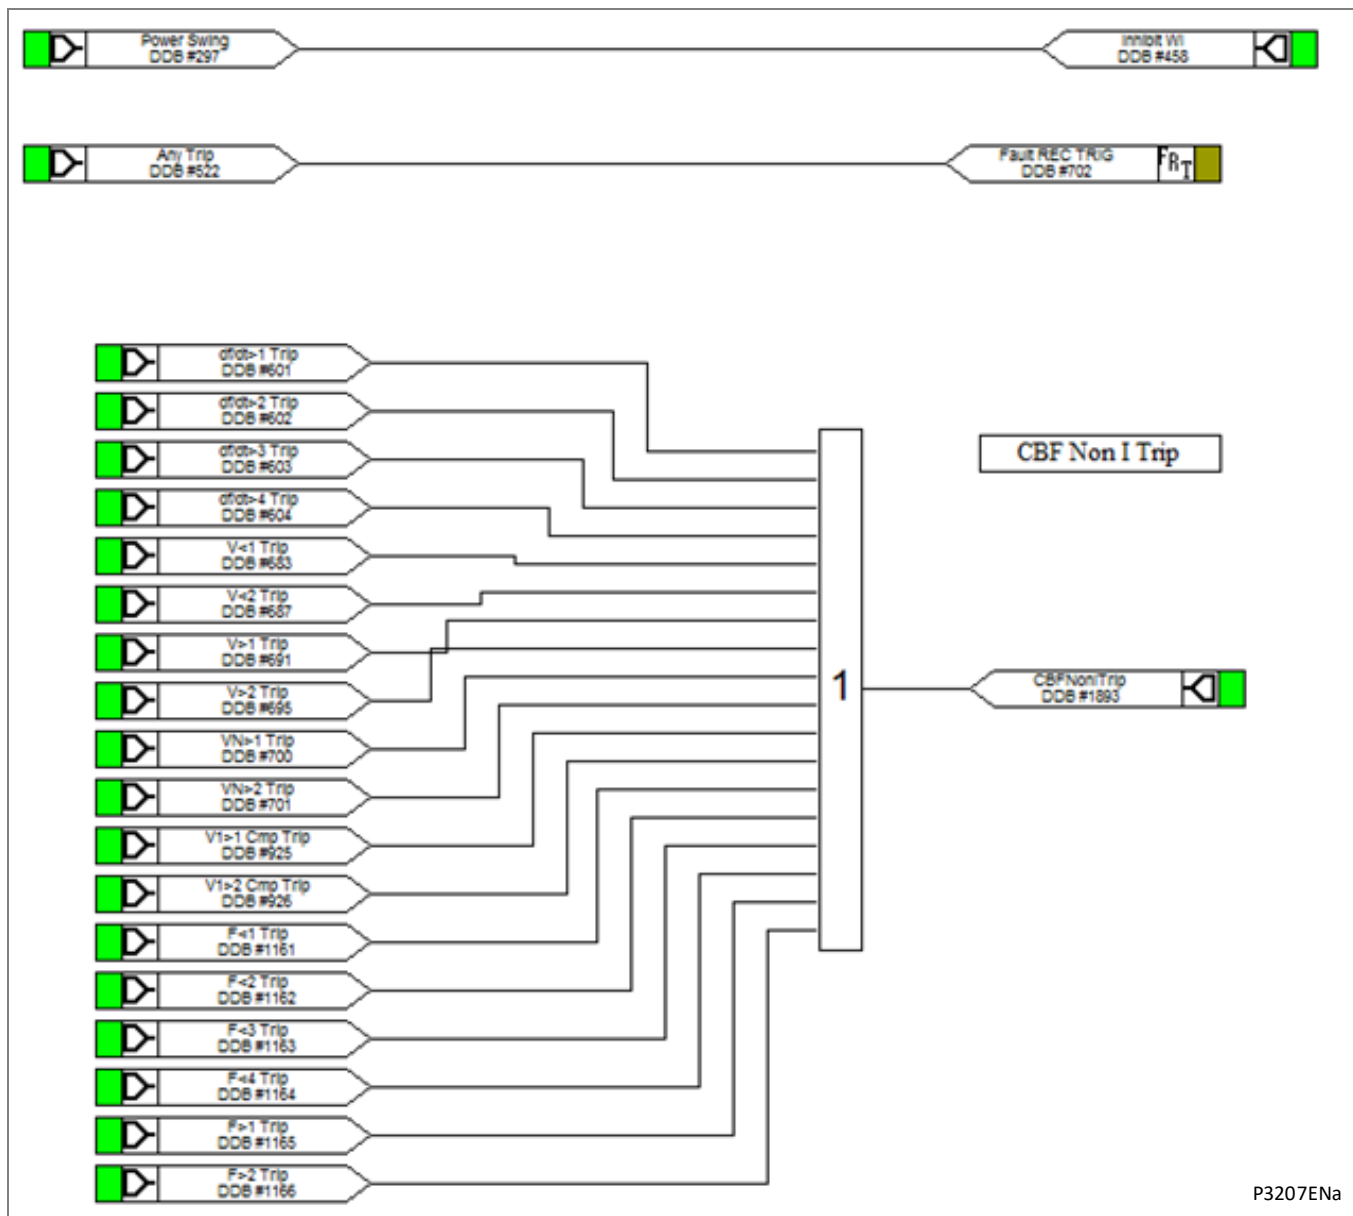 Power Swing
DDB #297
Inhibit WI
DDB #458
Any Trip
DDB #522
Fault REC TRIG
DDB #702
FRT
df/dt>1 Trip
DDB #601
df/dt>2 Trip
DDB #602
df/dt>3 Trip
DDB #603
df/dt>4 Trip
DDB #604
V<1 Trip
DDB #683
V<2 Trip
DDB #687
V>1 Trip
DDB #691
V>2 Trip
DDB #695
VN>1 Trip
DDB #700
VN>2 Trip
DDB #701
V1>1 Cmp Trip
DDB #925
V1>2 Cmp Trip
DDB #926
F<1 Trip
DDB #1161
F<2 Trip
DDB #1162
F<3 Trip
DDB #1163
F<4 Trip
DDB #1164
F>1 Trip
DDB #1165
F>2 Trip
DDB #1166
1
CBF Non I Trip
CBFNonITrip
DDB #1893
P3207ENa